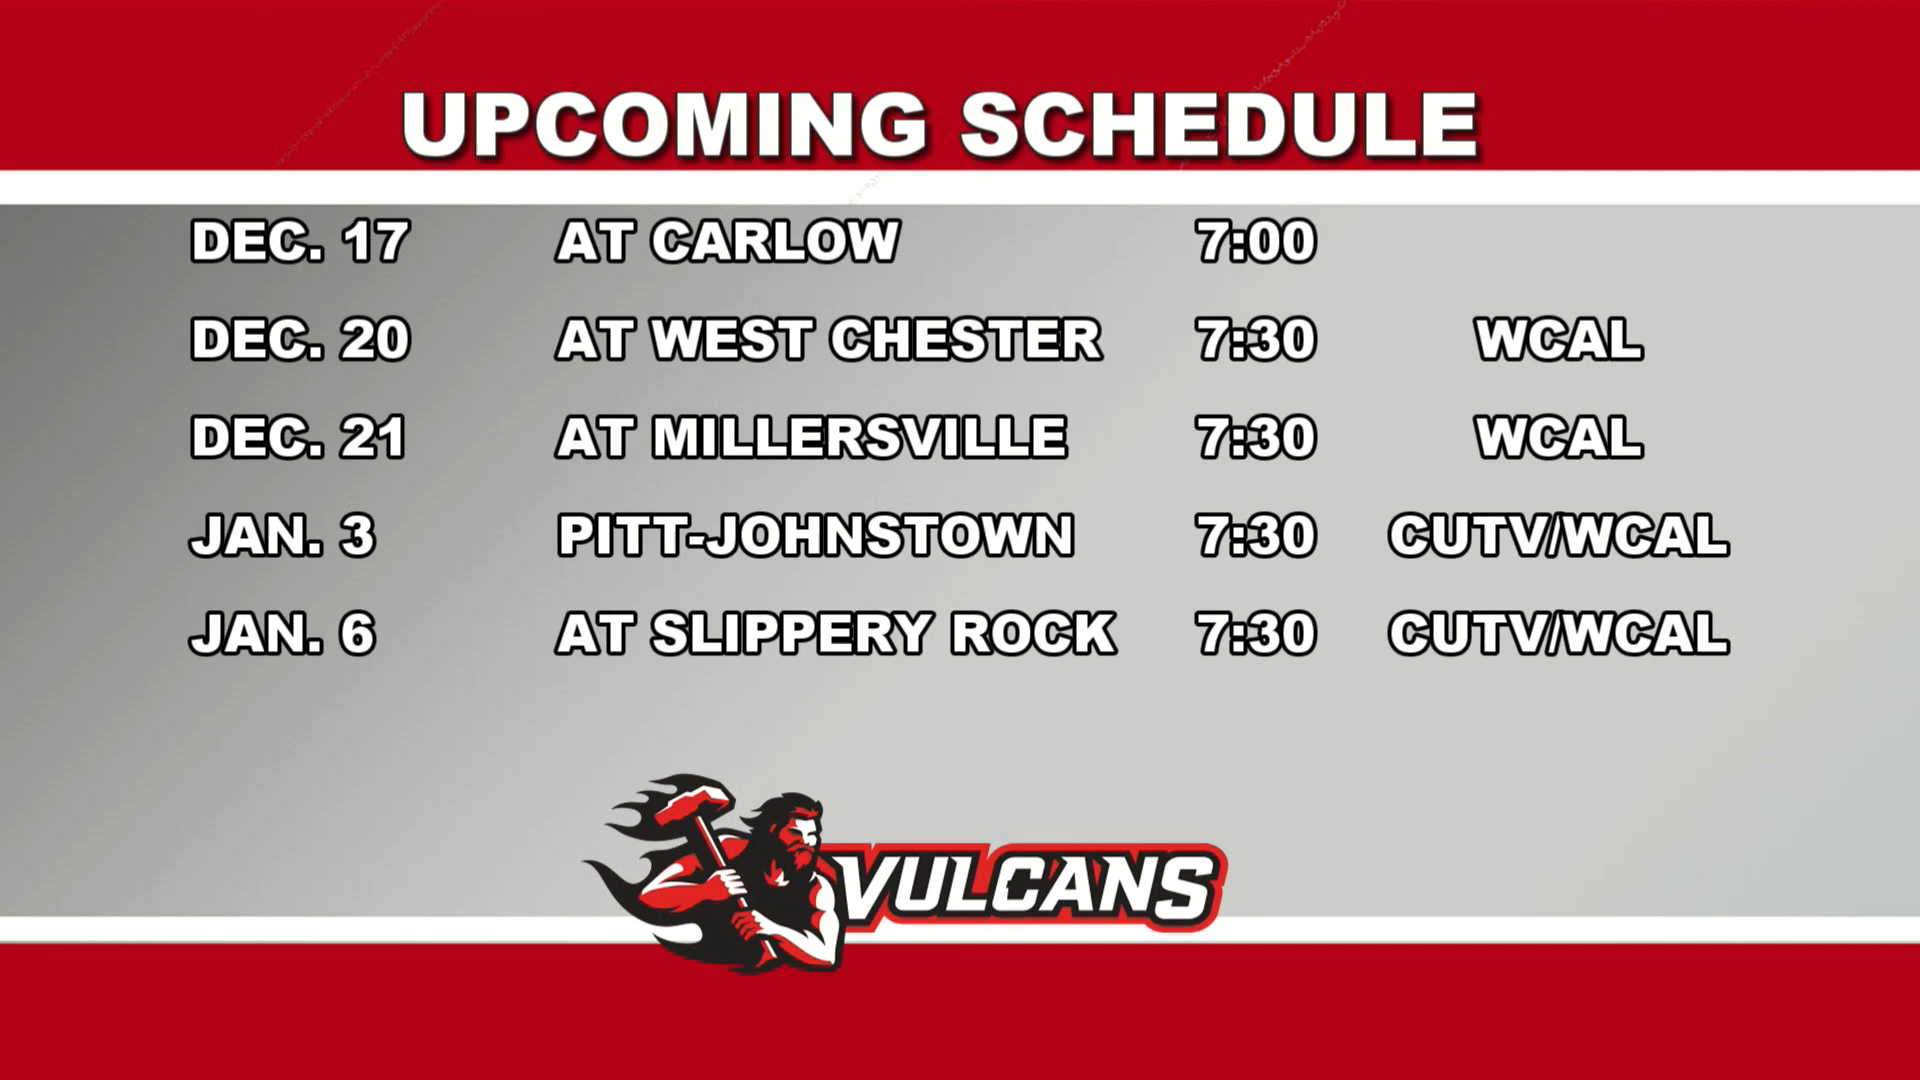 UPCOMING SCHEDULE
DEC. 17 AT CARLOW 7:00
DEC. 20 AT WEST CHESTER 7:30 WCAL
DEC. 21 AT MILLERSVILLE 7:30 WCAL
JAN. 3 PITT-JOHNSTOWN 7:30 CUTV/WCAL
JAN. 6 AT SLIPPERY ROCK 7:30 CUTV/WCAL
VULCANS